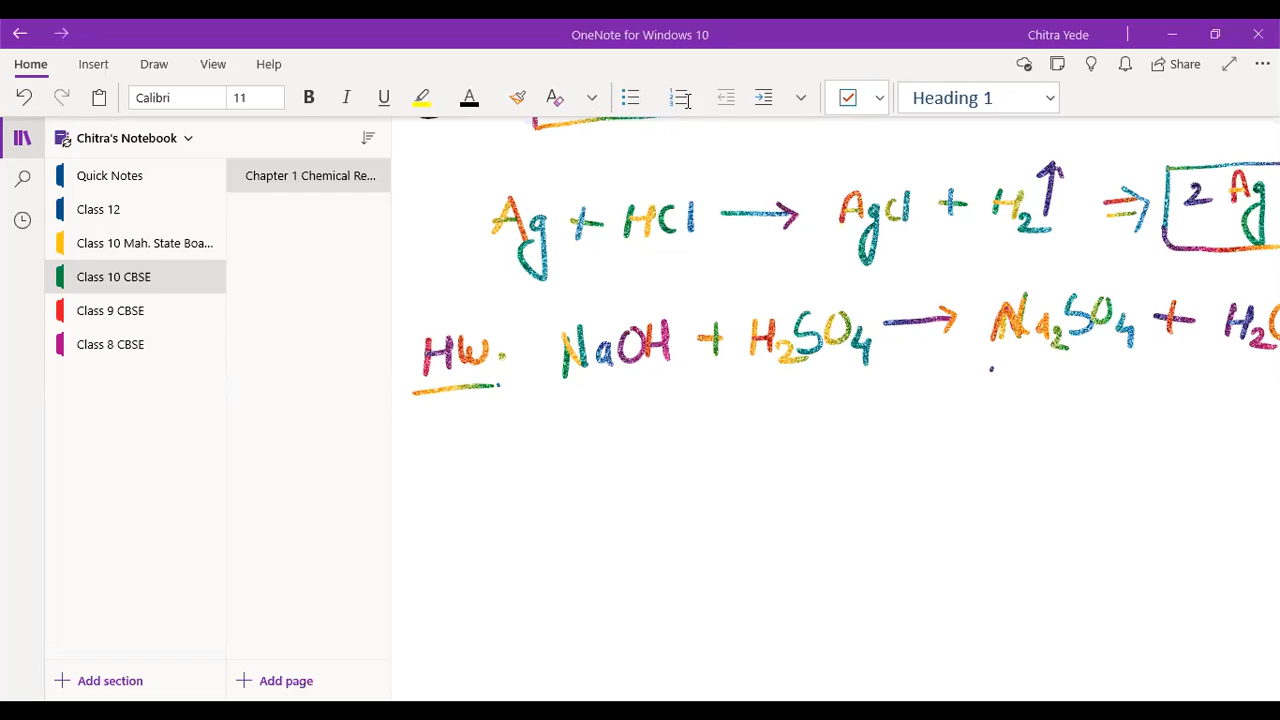 OneNote for Windows 10
Chitra Yede
Home Insert Draw View Help
Share
Calibri 11 B I U A Heading 1
Chitra's Notebook
Quick Notes
Class 12
Class 10 Mah. State Boa...
Class 10 CBSE
Class 9 CBSE
Class 8 CBSE
Add section
Chapter 1 Chemical Re...
Add page
Ag + HCl → AgCl + H₂↑ ⇒ 2 Ag
HW. NaOH + H₂SO₄ → Na₂SO₄ + H₂